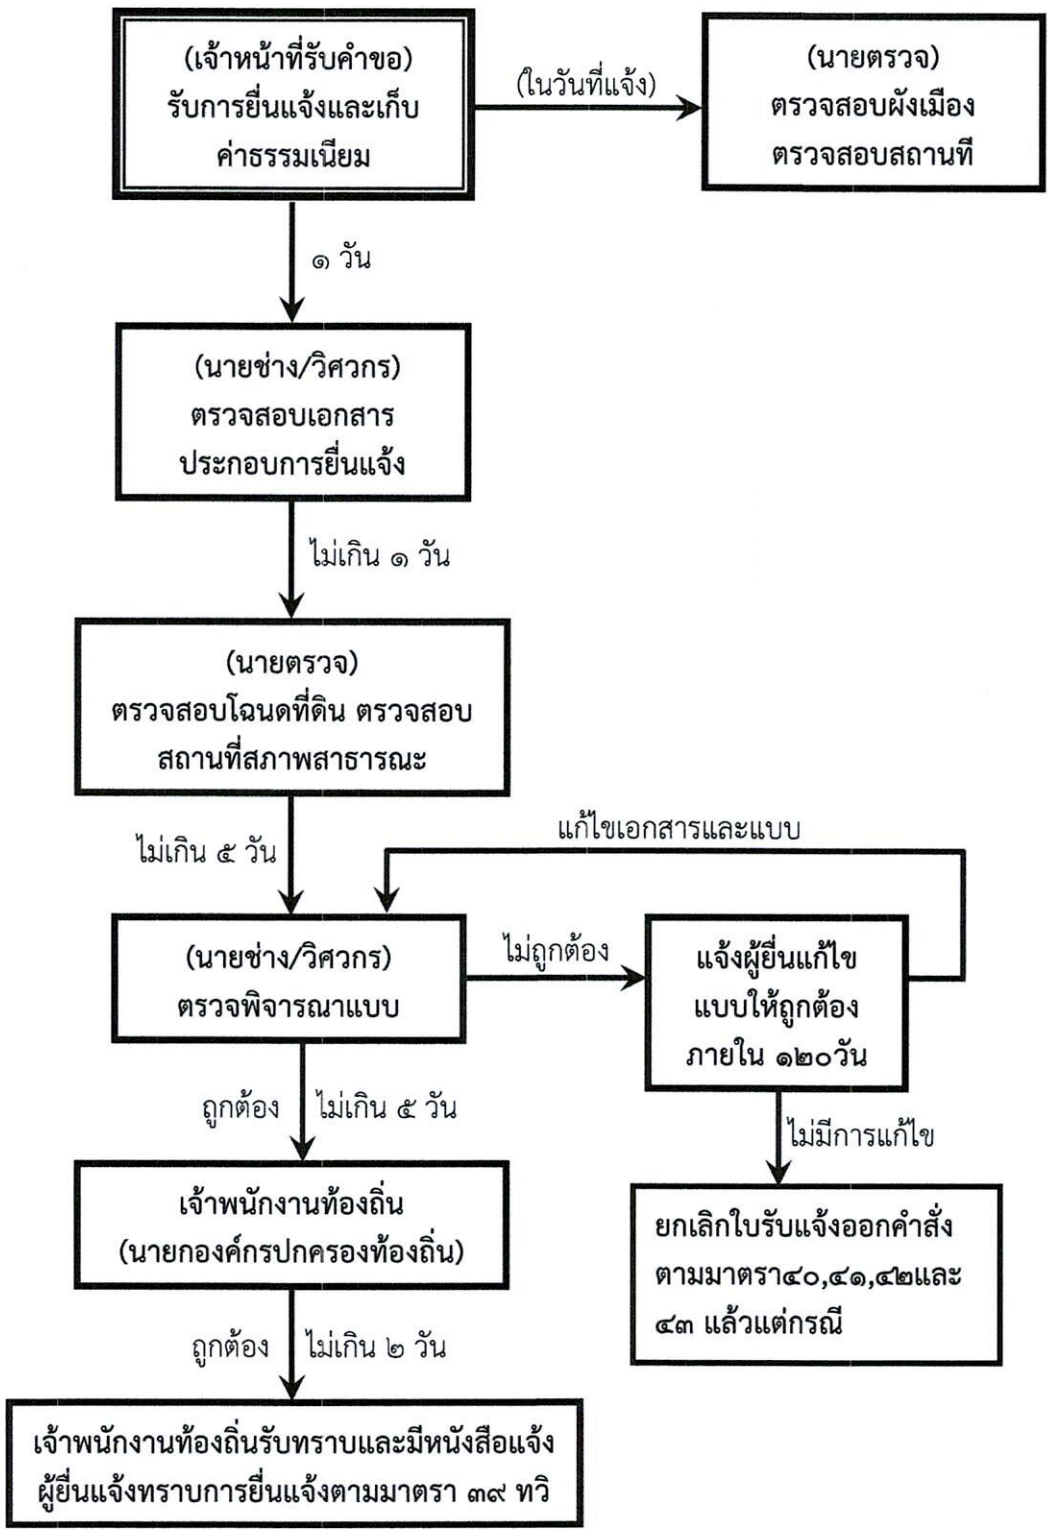 (เจ้าหน้าที่รับคำขอ)
รับการยื่นแจ้งและเก็บ
ค่าธรรมเนียม
(ในวันที่แจ้ง)
(นายตรวจ)
ตรวจสอบผังเมือง
ตรวจสอบสถานที
๑ วัน
(นายช่าง/วิศวกร)
ตรวจสอบเอกสาร
ประกอบการยื่นแจ้ง
ไม่เกิน ๑ วัน
(นายตรวจ)
ตรวจสอบโฉนดที่ดิน ตรวจสอบ
สถานที่สภาพสาธารณะ
ไม่เกิน ๕ วัน
แก้ไขเอกสารและแบบ
(นายช่าง/วิศวกร)
ตรวจพิจารณาแบบ
ไม่ถูกต้อง
แจ้งผู้ยื่นแก้ไข
แบบให้ถูกต้อง
ภายใน ๑๒๐วัน
ถูกต้อง ไม่เกิน ๕ วัน
ไม่มีการแก้ไข
เจ้าพนักงานท้องถิ่น
(นายกองค์กรปกครองท้องถิ่น)
ยกเลิกใบรับแจ้งออกคำสั่ง
ตามมาตรา๔๐,๔๑,๔๒และ
๔๓ แล้วแต่กรณี
ถูกต้อง ไม่เกิน ๒ วัน
เจ้าพนักงานท้องถิ่นรับทราบและมีหนังสือแจ้ง
ผู้ยื่นแจ้งทราบการยื่นแจ้งตามมาตรา ๓๙ ทวิ